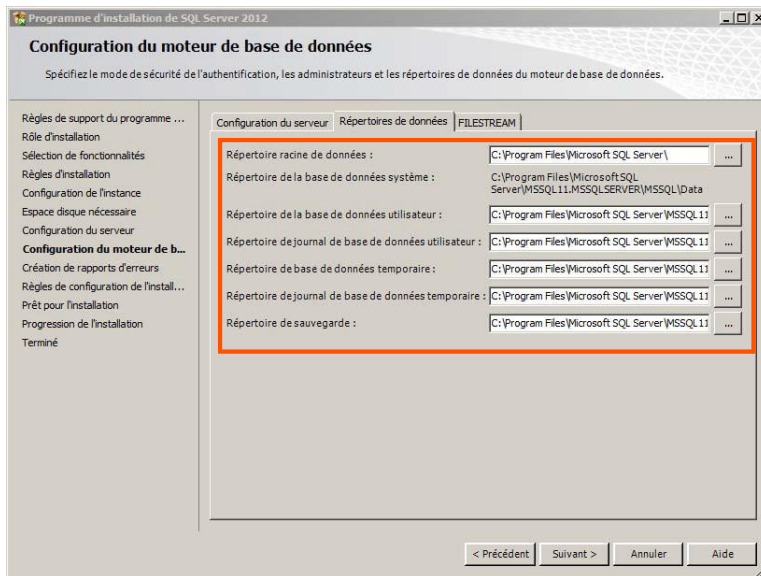 Programme d'installation de SQL Server 2012
Configuration du moteur de base de données
Spécifiez le mode de sécurité de l'authentification, les administrateurs et les répertoires de données du moteur de base de données.
Règles de support du programme ...
Rôle d'installation
Sélection de fonctionnalités
Règles d'installation
Configuration de l'instance
Espace disque nécessaire
Configuration du serveur
Configuration du moteur de b...
Création de rapports d'erreurs
Règles de configuration de l'install...
Prêt pour l'installation
Progression de l'installation
Terminé
Configuration du serveur Répertoires de données FILESTREAM
Répertoire racine de données : C:\Program Files\Microsoft SQL Server\ ...
Répertoire de la base de données système : C:\Program Files\Microsoft SQL
Server\MSSQL11.MSSQLSERVER\MSSQL\Data
Répertoire de la base de données utilisateur : C:\Program Files\Microsoft SQL Server\MSSQL11 ...
Répertoire de journal de base de données utilisateur : C:\Program Files\Microsoft SQL Server\MSSQL11 ...
Répertoire de base de données temporaire : C:\Program Files\Microsoft SQL Server\MSSQL11 ...
Répertoire de journal de base de données temporaire : C:\Program Files\Microsoft SQL Server\MSSQL11 ...
Répertoire de sauvegarde : C:\Program Files\Microsoft SQL Server\MSSQL11 ...
< Précédent Suivant > Annuler Aide